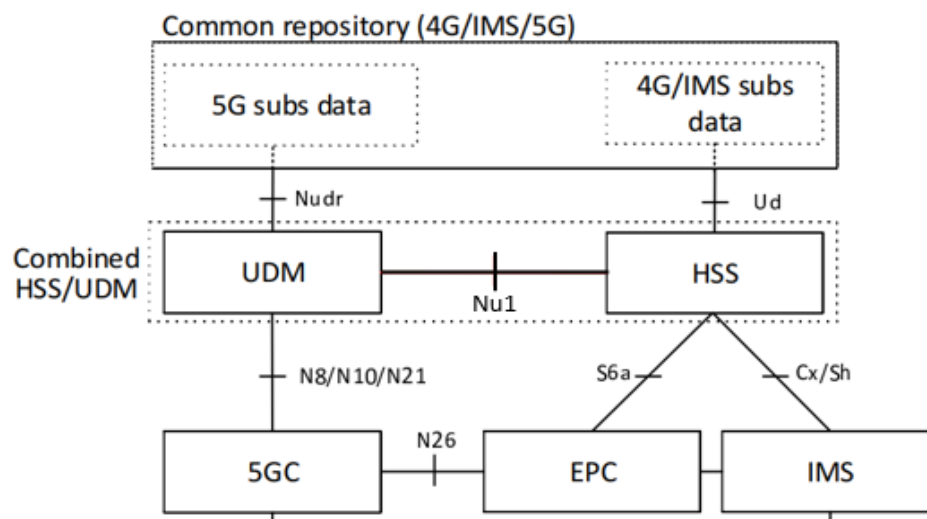 Common repository (4G/IMS/5G)
5G subs data
4G/IMS subs
data
Nudr
Ud
Combined
HSS/UDM
UDM
HSS
Nu1
N8/N10/N21
S6a
Cx/Sh
N26
5GC
EPC
IMS